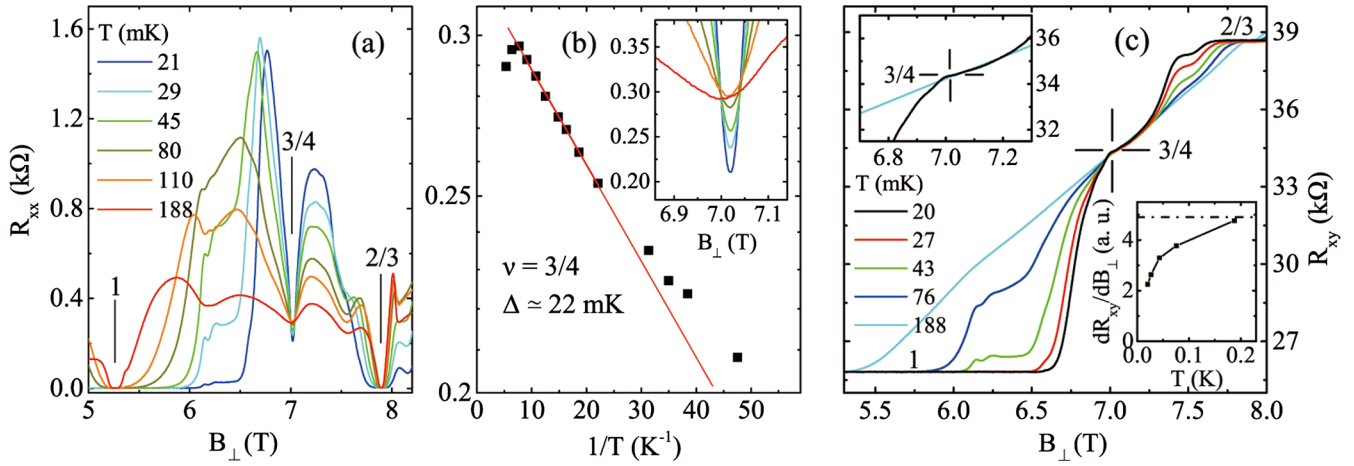 (a)
T (mK)
21
29
45
80
110
188
1
3/4
2/3
R_xx (kΩ)
1.6
1.2
0.8
0.4
0.0
5 6 7 8
B_⊥ (T)
(b)
0.3
0.2
0 10 20 30 40 50
1/T (K⁻¹)
ν = 3/4
Δ ≃ 22 mK
0.35
0.30
0.25
0.20
6.9 7.0 7.1
B_⊥ (T)
(c)
2/3
3/4
1
T (mK)
20
27
43
76
188
5.5 6.0 6.5 7.0 7.5 8.0
B_⊥ (T)
39
36
33
30
27
R_xy (kΩ)
3/4
36
34
32
6.8 7.0 7.2
dR_xy/dB_⊥ (a. u.)
4
2
0
0.0 0.1 0.2
T (K)